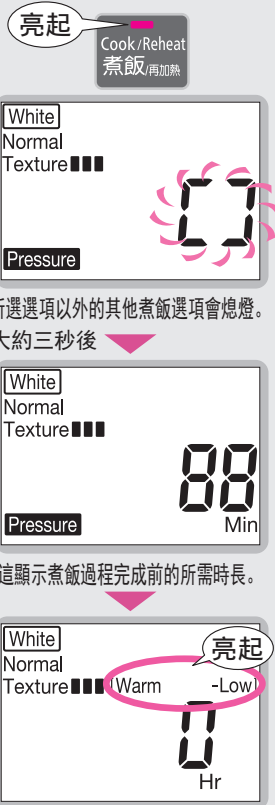 亮起
Cook/Reheat
煮飯/再加熱
White
Normal
Texture
Pressure
所選選項以外的其他煮飯選項會熄燈。
大約三秒後
White
Normal
Texture
88
Pressure
Min
這顯示煮飯過程完成前的所需時長。
亮起
White
Normal
Texture Warm -Low
0
Hr